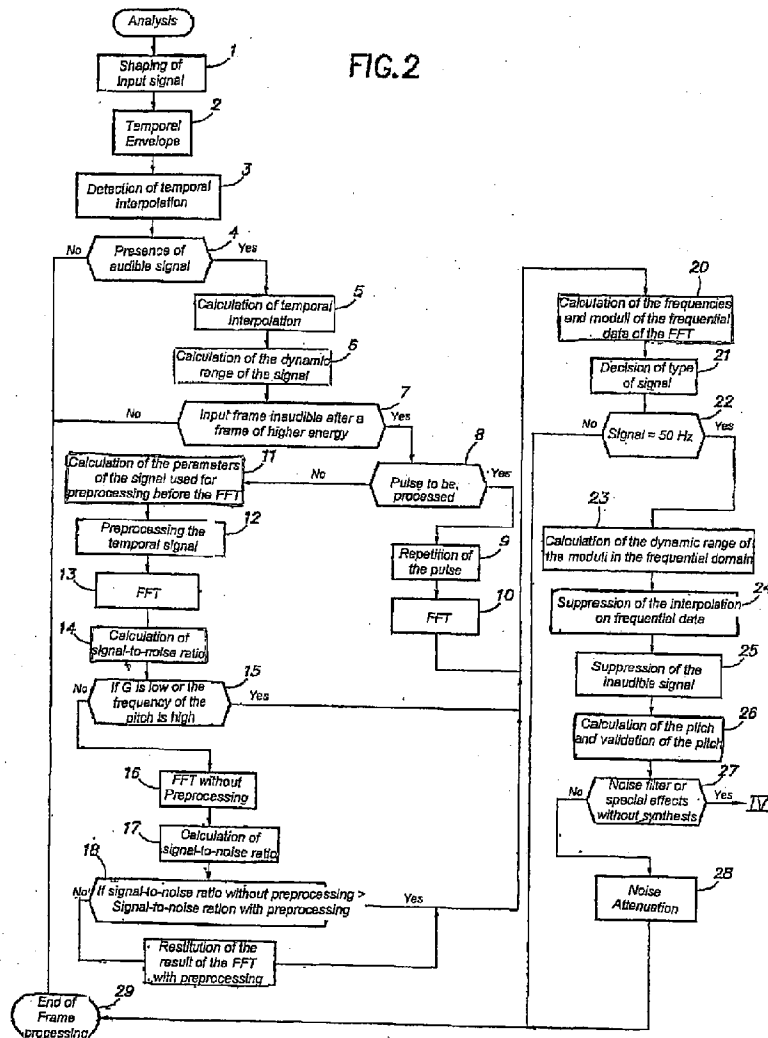 FIG.2
Analysis
1
Shaping of
input signal
2
Temporal
Envelope
3
Detection of temporal
interpolation
4
No
Presence of
audible signal
Yes
5
Calculation of temporal
interpolation
6
Calculation of the dynamic
range of the signal
7
No
Input frame inaudible after a
frame of higher energy
Yes
8
No
Pulse to be,
processed
Yes
9
Repetition of
the pulse
10
FFT
11
Calculation of the parameters
of the signal used for
preprocessing before the FFT
12
Preprocessing the
temporal signal
13
FFT
14
Calculation of
signal-to-noise ratio
15
No
If G is low or the
frequency of the
pitch is high
Yes
16
FFT without
Preprocessing
17
Calculation of
signal-to-noise ratio
18
No
If signal-to-noise ratio without preprocessing >
Signal-to-noise ration with preprocessing
Yes
Restitution of the
result of the FFT
with preprocessing
29
End of
Frame
processing
20
Calculation of the frequencies
and moduli of the frequential
data of the FFT
21
Decision of type
of signal
22
No
Signal = 50 Hz
Yes
23
Calculation of the dynamic range of
the moduli in the frequential domain
24
Suppression of the interpolation
on frequential data
25
Suppression of the
inaudible signal
26
Calculation of the pitch
and validation of the pitch
27
No
Noise filter or
special effects
without synthesis
Yes
IV
28
Noise
Attenuation